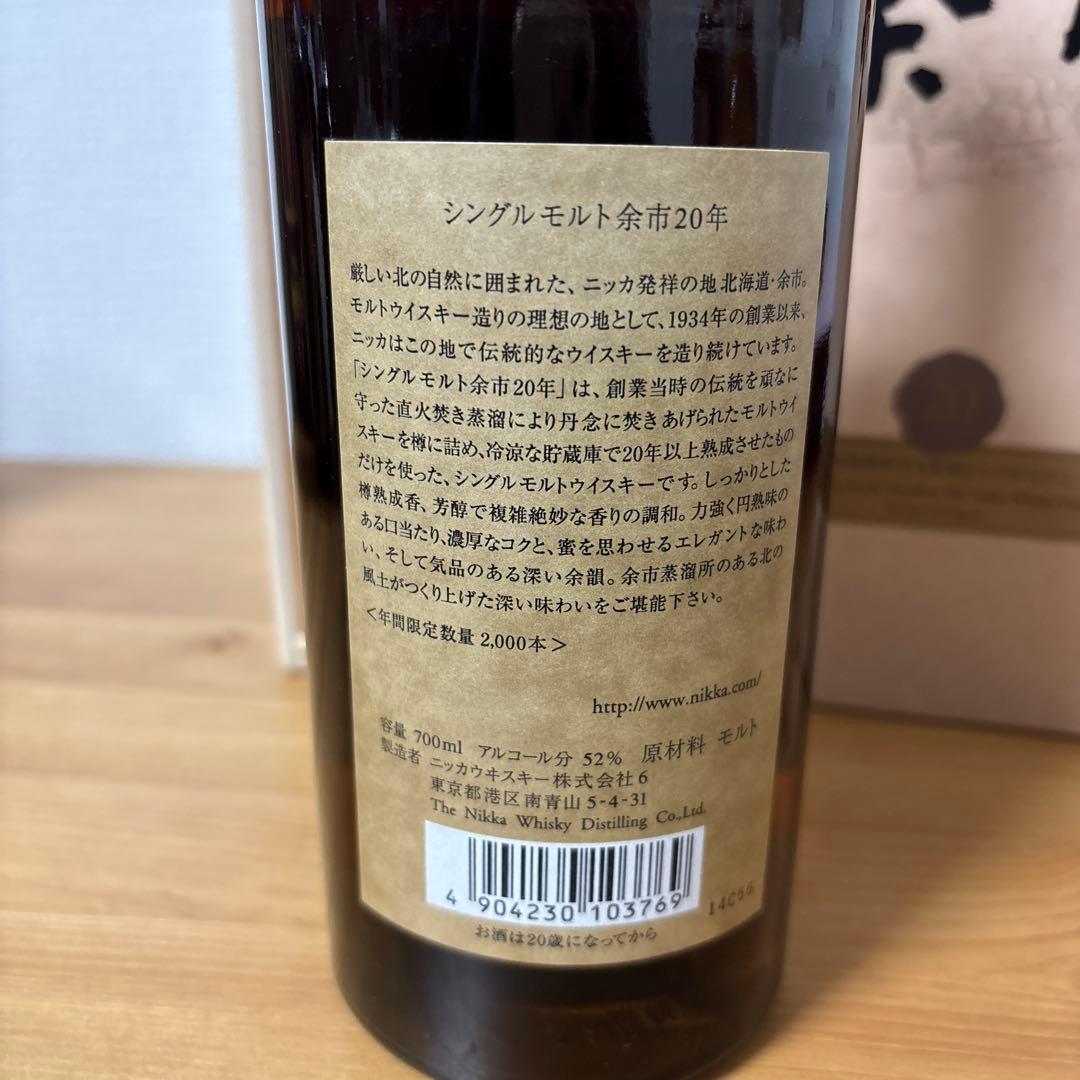 シングルモルト余市20年
厳しい北の自然に囲まれた、ニッカ発祥の地 北海道・余市。
モルトウイスキー造りの理想の地として、1934年の創業以来、
ニッカはこの地で伝統的なウイスキーを造り続けています。
「シングルモルト余市20年」は、創業当時の伝統を頑なに
守った直火焚き蒸溜により丹念に焚きあげられたモルトウイ
スキーを樽に詰め、冷涼な貯蔵庫で20年以上熟成させたもの
だけを使った、シングルモルトウイスキーです。しっかりとした
樽熟成香、芳醇で複雑絶妙な香りの調和。力強く円熟味の
ある口当たり、濃厚なコクと、蜜を思わせるエレガントな味わ
い、そして気品のある深い余韻。余市蒸溜所のある北の
風土がつくり上げた深い味わいをご堪能下さい。
<年間限定数量 2,000本>
http://www.nikka.com/
容量 700ml アルコール分 52% 原材料 モルト
製造者 ニッカウヰスキー株式会社6
東京都港区南青山 5-4-31
The Nikka Whisky Distilling Co.,Ltd.
4 904230 103769
お酒は20歳になってから